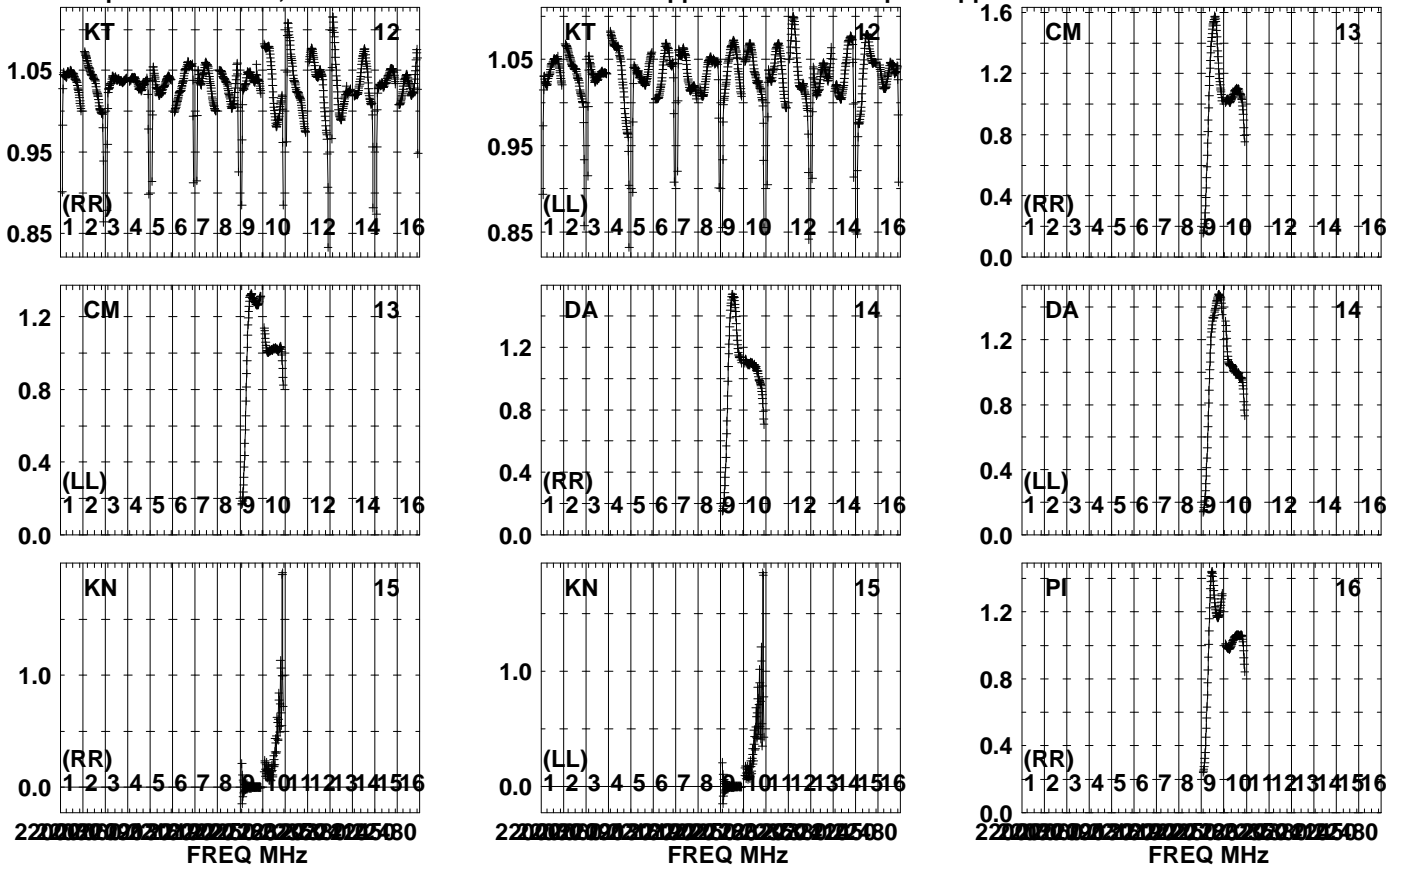 KT 12
1.05
0.95
0.85
(RR)
1 2 3 4 5 6 7 8 9 10 12 14 16
KT 12
1.05
0.95
0.85
(LL)
1 2 3 4 5 6 7 8 9 10 12 14 16
CM 13
1.6
1.2
0.8
0.4
0.0
(RR)
1 2 3 4 5 6 7 8 9 10 12 14 16
CM 13
1.2
0.8
0.4
0.0
(LL)
1 2 3 4 5 6 7 8 9 10 12 14 16
DA 14
1.2
0.8
0.4
0.0
(RR)
1 2 3 4 5 6 7 8 9 10 12 14 16
DA 14
1.6
1.2
0.8
0.4
0.0
(LL)
1 2 3 4 5 6 7 8 9 10 12 14 16
KN 15
1.0
0.0
(RR)
1 2 3 4 5 6 7 8 9 10 11 12 13 14 15 16
FREQ MHz
KN 15
1.0
0.0
(LL)
1 2 3 4 5 6 7 8 9 10 11 12 13 14 15 16
FREQ MHz
PI 16
1.2
0.8
0.4
0.0
(RR)
1 2 3 4 5 6 7 8 9 10 11 12 13 14 15 16
FREQ MHz